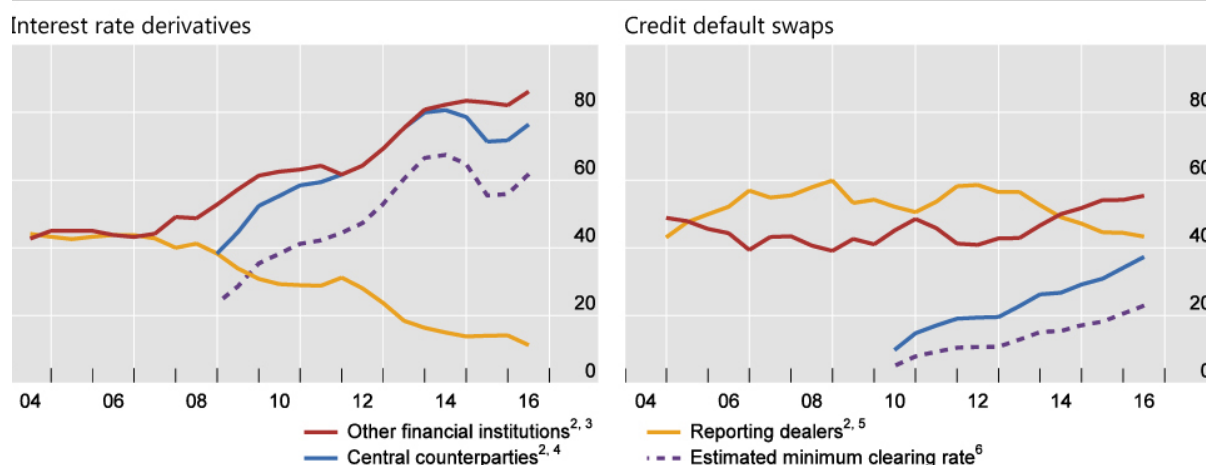 Interest rate derivatives
Credit default swaps
80
60
40
20
0
04 06 08 10 12 14 16
80
60
40
20
0
04 06 08 10 12 14 16
Other financial institutions2, 3
Reporting dealers2, 5
Central counterparties2, 4
Estimated minimum clearing rate6